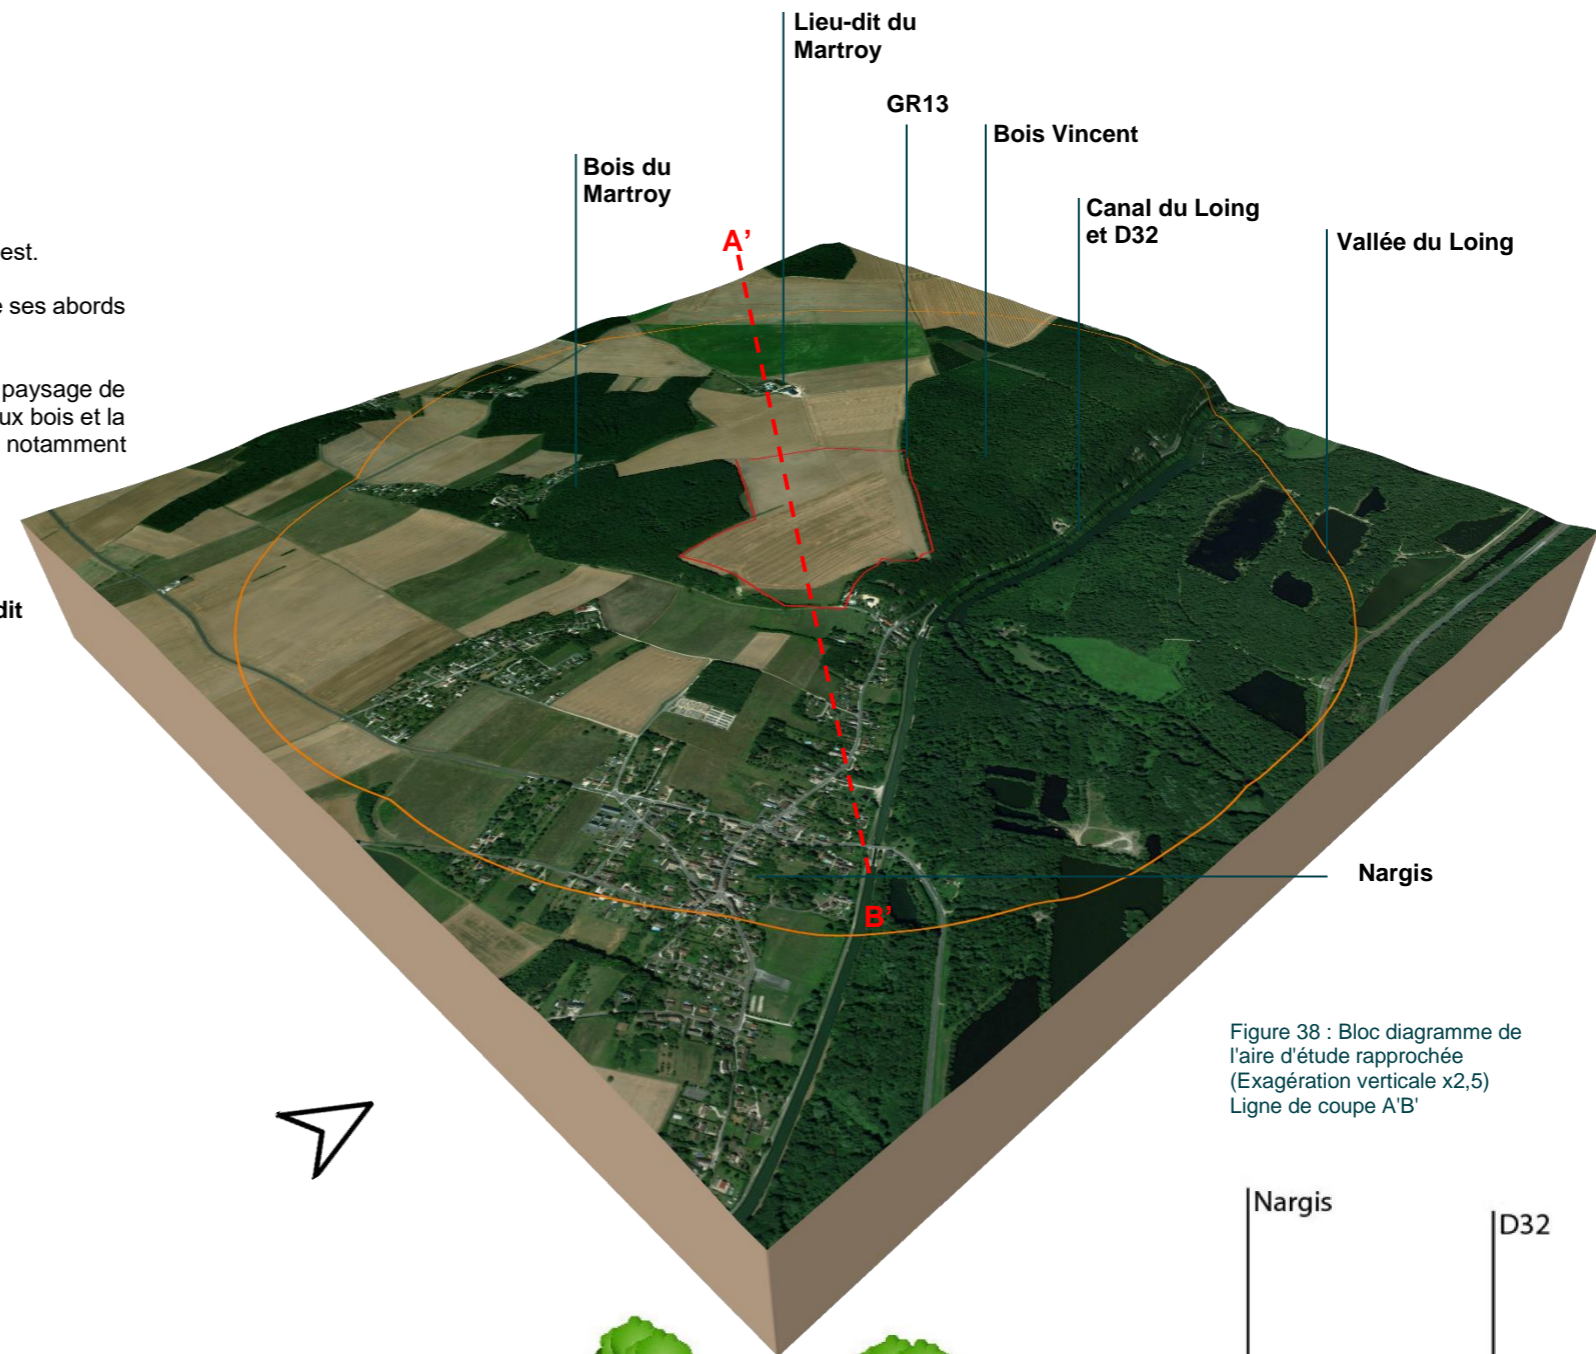 Lieu-dit du
Martroy
GR13
Bois Vincent
Bois du
Martroy
Canal du Loing
et D32
Vallée du Loing
A’
est.
ses abords
paysage de
ux bois et la
notamment
dit
Nargis
B’
Figure 38 : Bloc diagramme de
l'aire d'étude rapprochée
(Exagération verticale x2,5)
Ligne de coupe A'B'
Nargis
D32